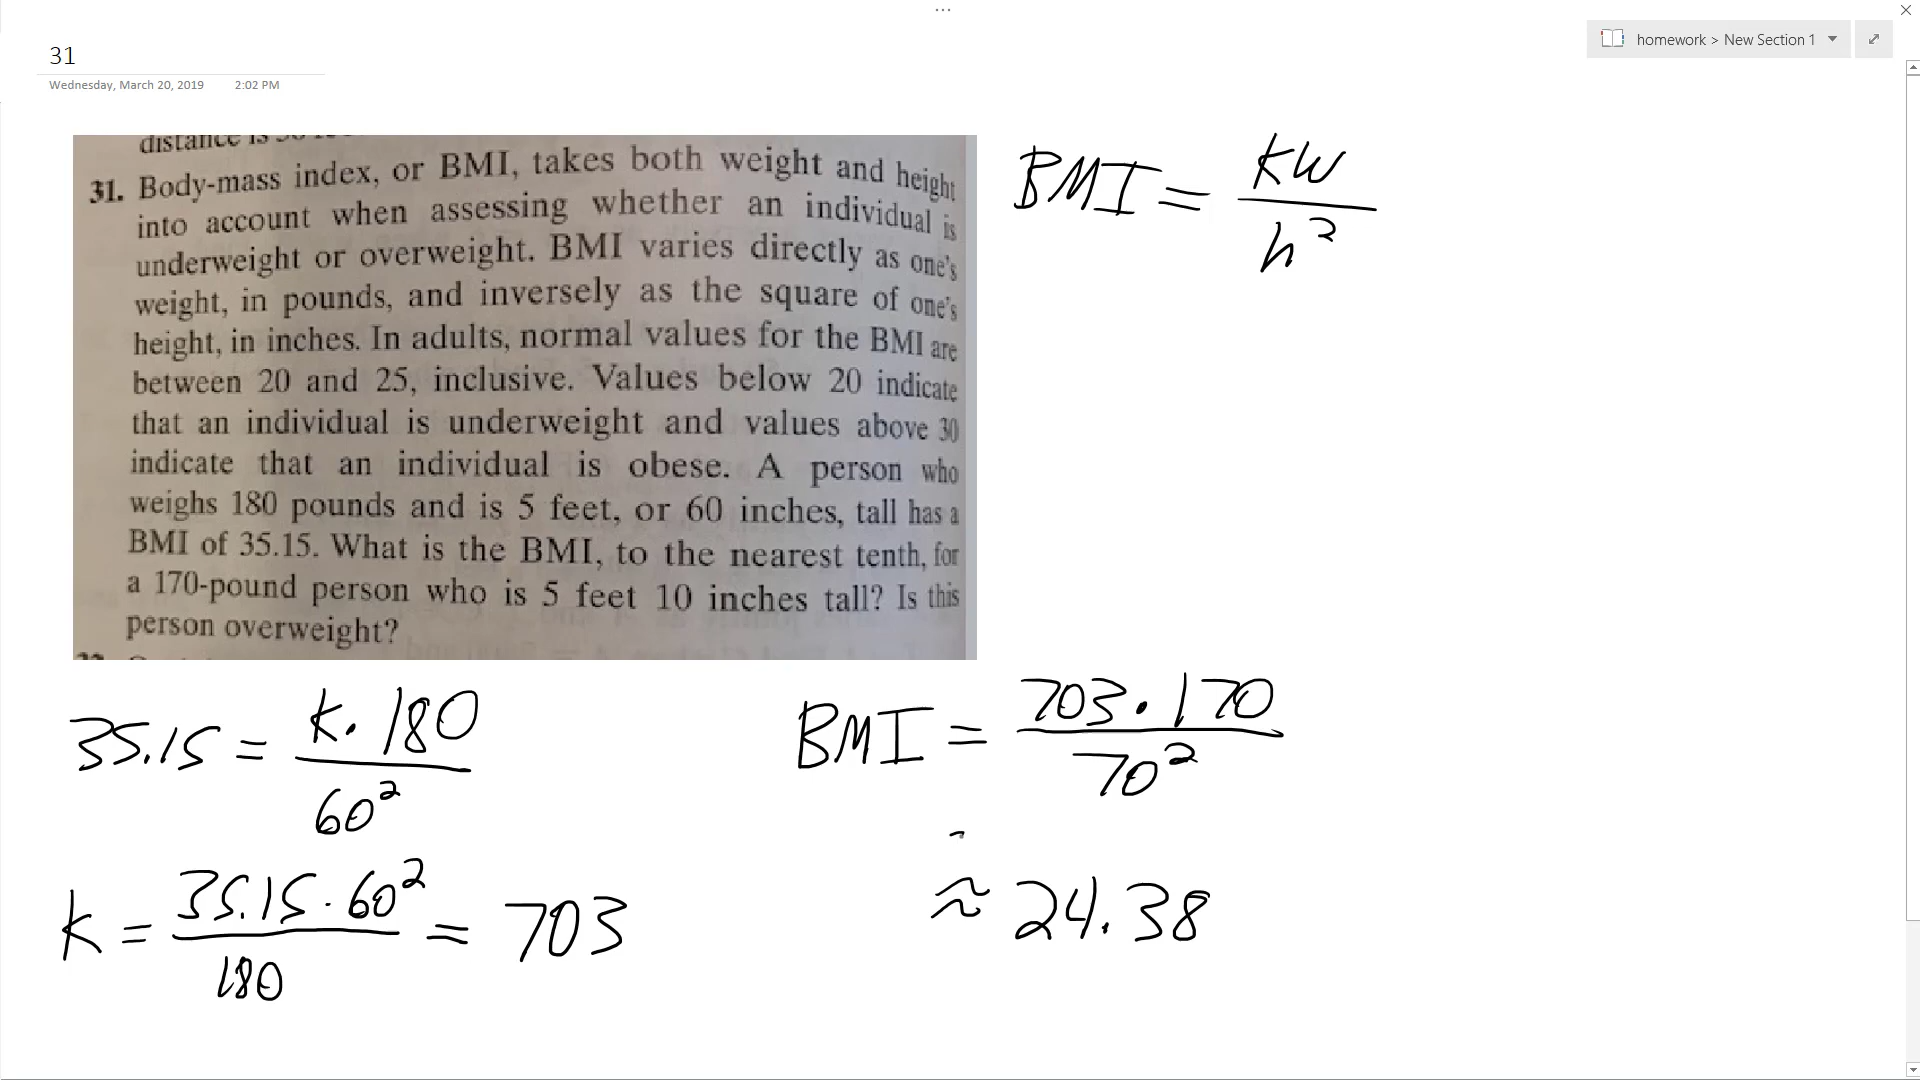 31
Wednesday, March 20, 2019 2:02 PM
homework > New Section 1
distance is
31. Body-mass index, or BMI, takes both weight and height
into account when assessing whether an individual is
underweight or overweight. BMI varies directly as one's
weight, in pounds, and inversely as the square of one's
height, in inches. In adults, normal values for the BMI are
between 20 and 25, inclusive. Values below 20 indicate
that an individual is underweight and values above 30
indicate that an individual is obese. A person who
weighs 180 pounds and is 5 feet, or 60 inches, tall has a
BMI of 35.15. What is the BMI, to the nearest tenth, for
a 170-pound person who is 5 feet 10 inches tall? Is this
person overweight?
BMI = KW / h²
35.15 = k · 180 / 60²
k = 35.15 · 60² / 180 = 703
BMI = 703 · 170 / 70²
≈ 24.38